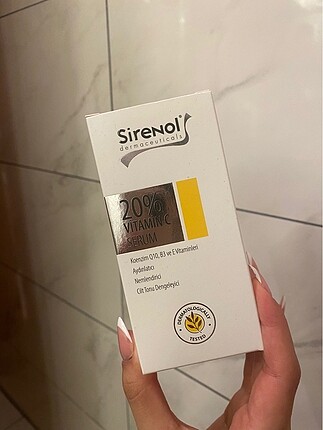 Sirenol®
dermaceuticals
20%
VITAMIN C
SERUM
Koenzim Q10, B3 ve E Vitaminleri
Aydınlatıcı
Nemlendirici
Cilt Tonu Dengeleyici
DERMATOLOGICALLY
TESTED